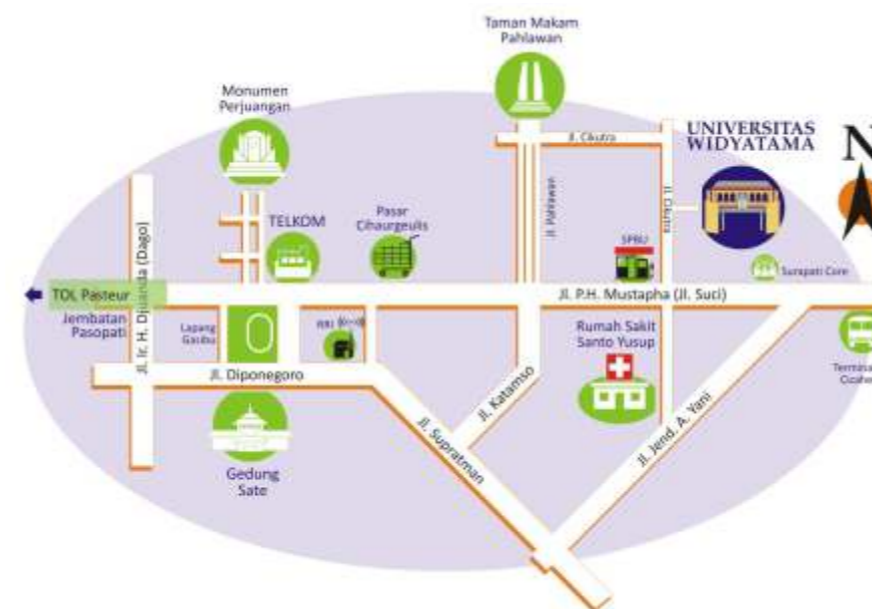 Taman Makam
Pahlawan
Monumen
Perjuangan
Jl. Cikutra
UNIVERSITAS
WIDYATAMA
N
Jl. Ir. H. Djuanda (Dago)
TELKOM
Pasar
Cihaurgeulis
Jl. Pahlawan
Jl. Cikutra
SPBU
Surapati Core
TOL Pasteur
Jl. P.H. Mustapha (Jl. Suci)
Jembatan
Pasopati
Lapang
Gasibu
RRI
Rumah Sakit
Santo Yusup
Jl. Diponegoro
Jl. Katamso
Jl. Supratman
Jl. Jend. A. Yani
Gedung
Sate